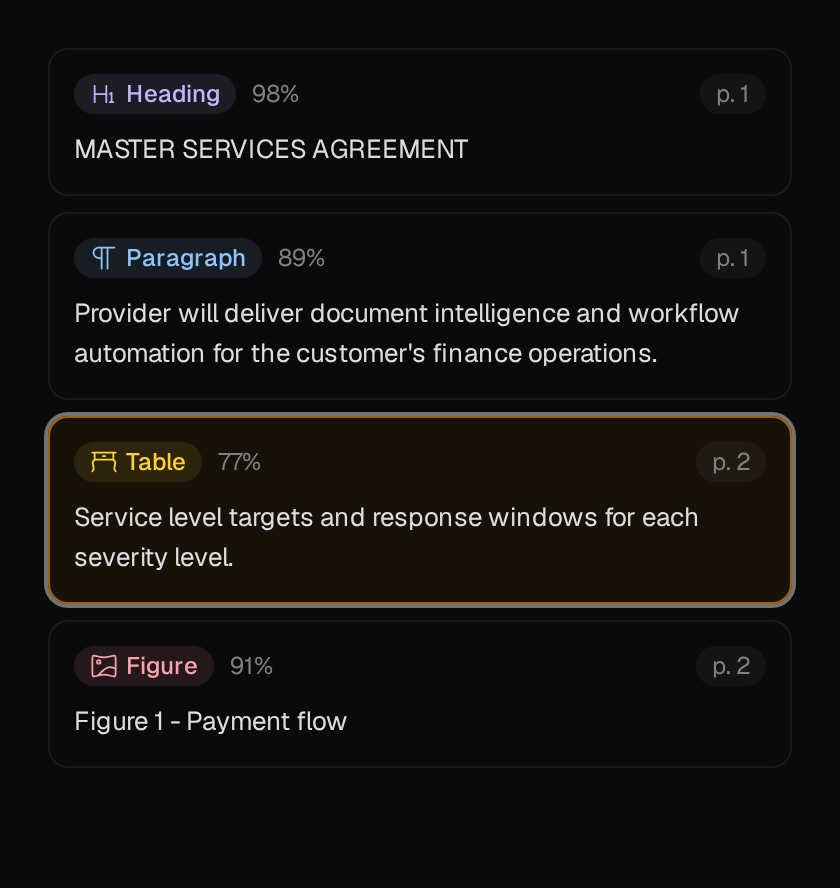 H1 Heading 98% p. 1
MASTER SERVICES AGREEMENT
Paragraph 89% p. 1
Provider will deliver document intelligence and workflow
automation for the customer's finance operations.
Table 77% p. 2
Service level targets and response windows for each
severity level.
Figure 91% p. 2
Figure 1 - Payment flow